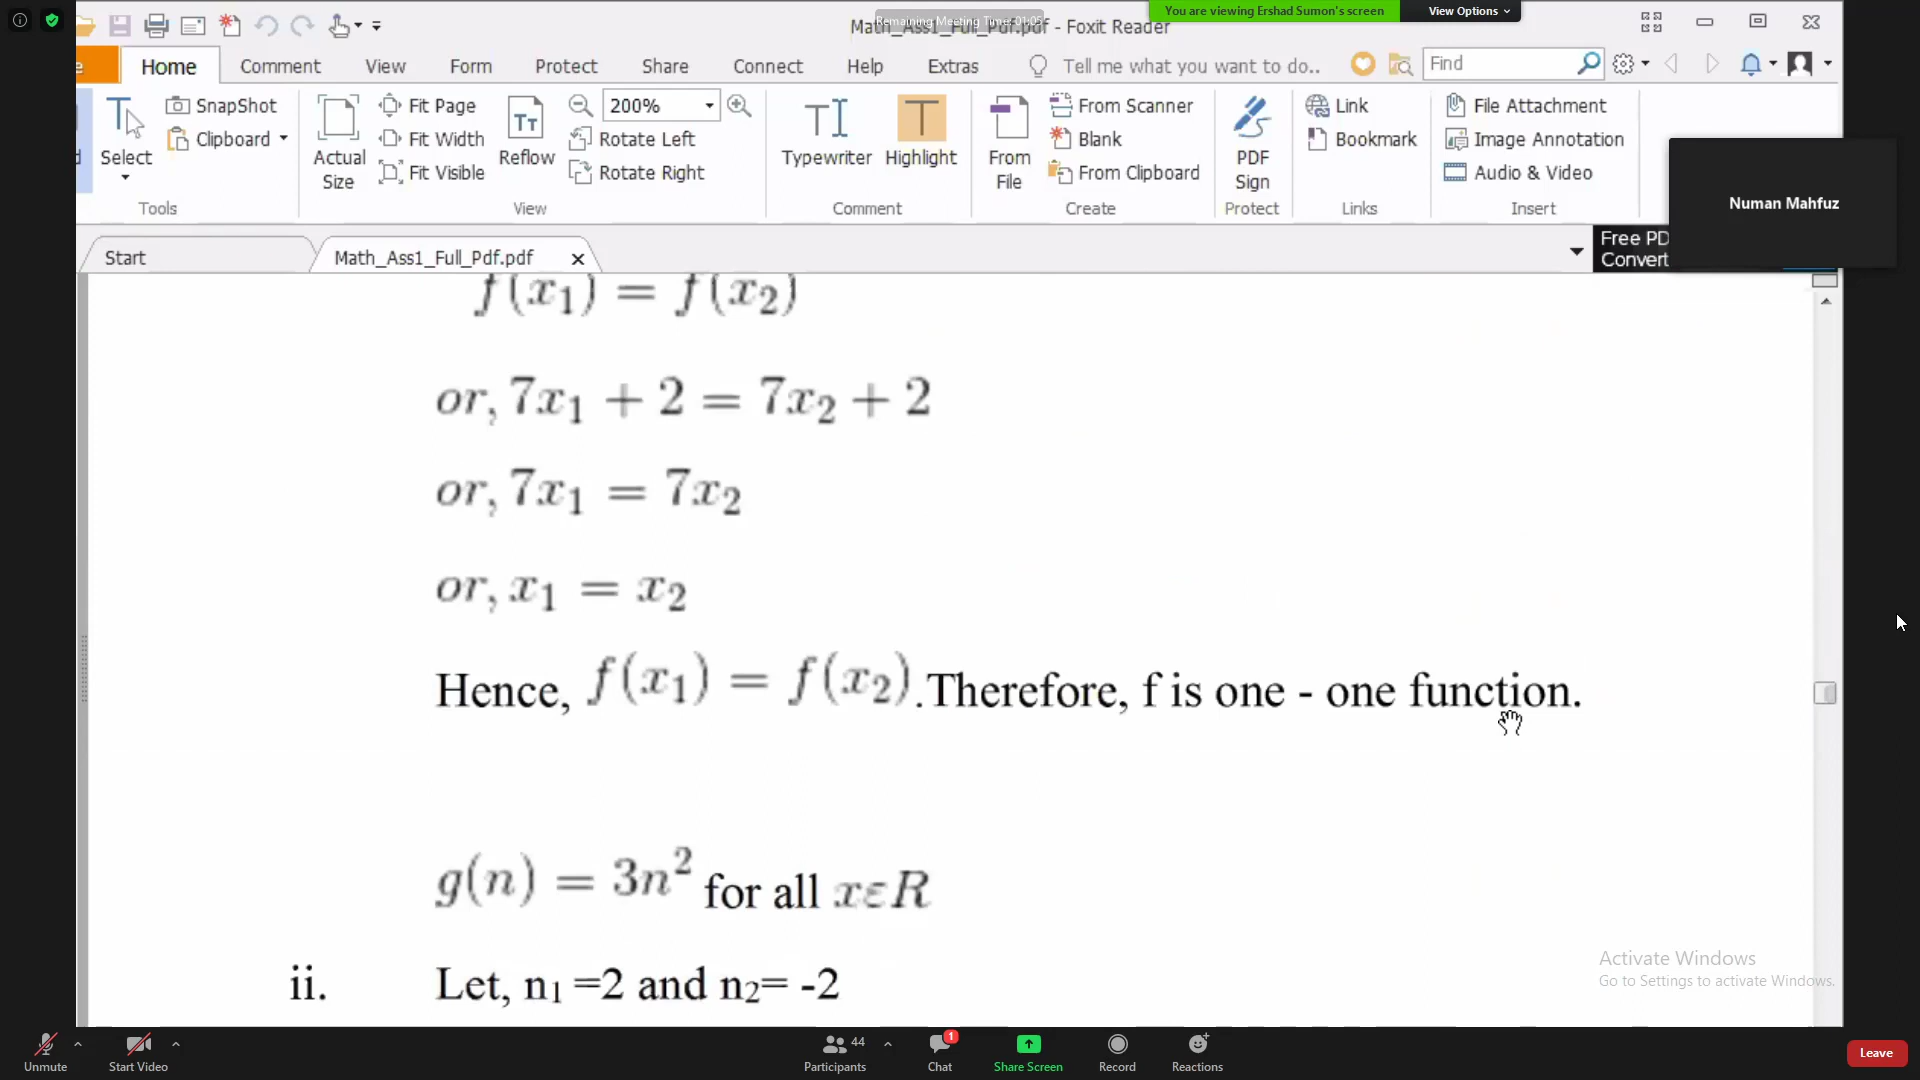 You are viewing Ershad Sumon's screen
View Options
Remaining Meeting Time: 01:05
Math_Ass1_Full_Pdf.pdf - Foxit Reader
Home Comment View Form Protect Share Connect Help Extras Tell me what you want to do.. Find
Select
SnapShot
Clipboard
Tools
Actual Size
Fit Page
Fit Width
Fit Visible
Reflow
200%
Rotate Left
Rotate Right
View
Typewriter
Highlight
Comment
From File
From Scanner
Blank
From Clipboard
Create
PDF Sign
Protect
Link
Bookmark
Links
File Attachment
Image Annotation
Audio & Video
Insert
Numan Mahfuz
Start
Math_Ass1_Full_Pdf.pdf
Free PD
Convert
f(x₁) = f(x₂)
or, 7x₁ + 2 = 7x₂ + 2
or, 7x₁ = 7x₂
or, x₁ = x₂
Hence, f(x₁) = f(x₂).Therefore, f is one - one function.
g(n) = 3n² for all xεR
ii. Let, n₁ =2 and n₂= -2
Activate Windows
Go to Settings to activate Windows.
Unmute
Start Video
44
Participants
1
Chat
Share Screen
Record
Reactions
Leave